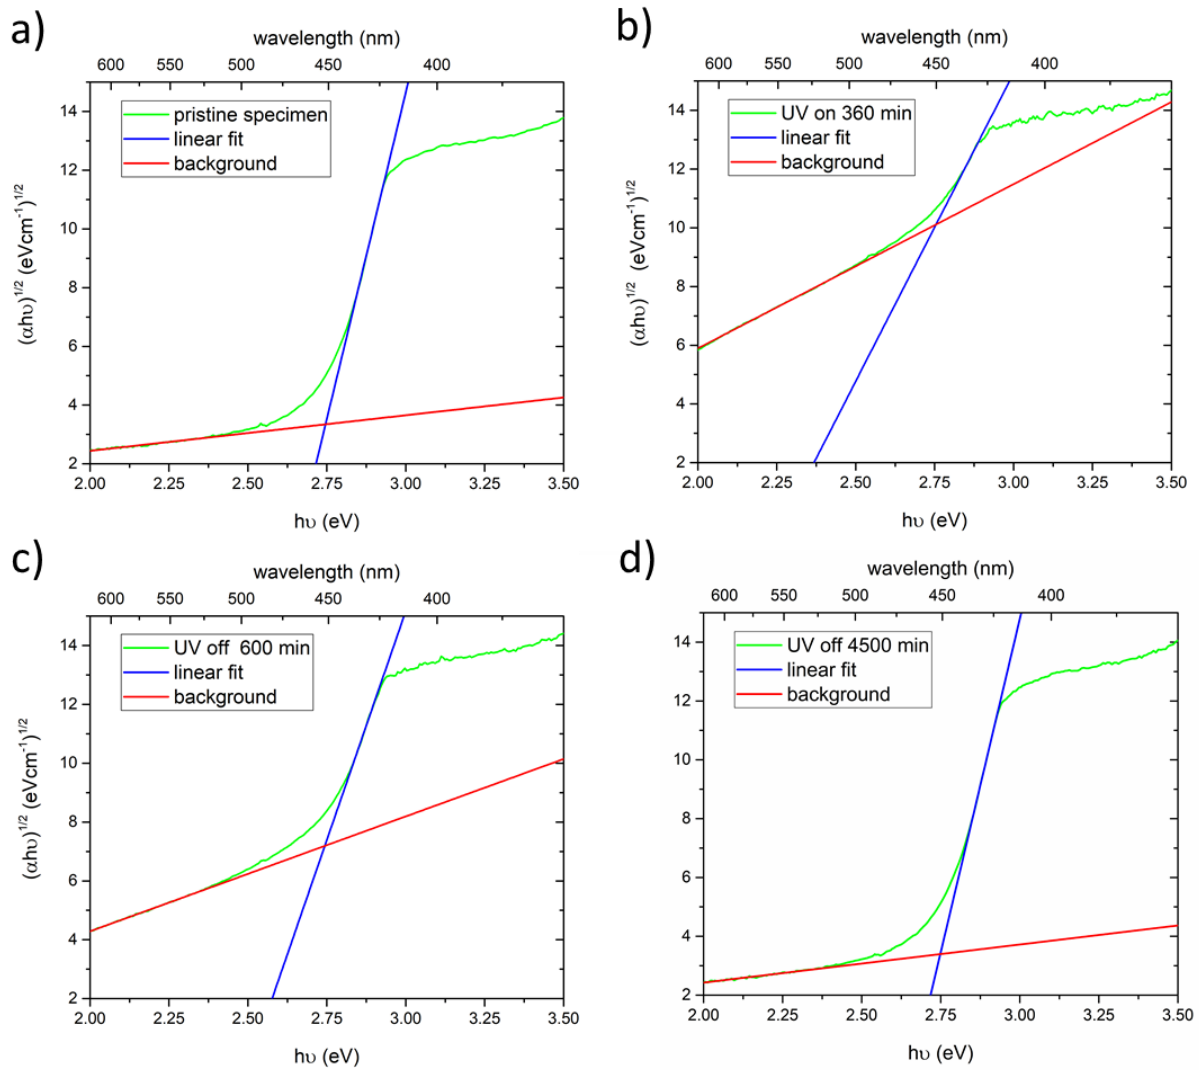 a)
wavelength (nm)
600 550 500 450 400
14
12
10
8
6
4
2
(αhυ)1/2 (eVcm-1)1/2
pristine specimen
linear fit
background
2.00 2.25 2.50 2.75 3.00 3.25 3.50
hυ (eV)
b)
wavelength (nm)
600 550 500 450 400
14
12
10
8
6
4
2
(αhυ)1/2 (eVcm-1)1/2
UV on 360 min
linear fit
background
2.00 2.25 2.50 2.75 3.00 3.25 3.50
hυ (eV)
c)
wavelength (nm)
600 550 500 450 400
14
12
10
8
6
4
2
(αhυ)1/2 (eVcm-1)1/2
UV off 600 min
linear fit
background
2.00 2.25 2.50 2.75 3.00 3.25 3.50
hυ (eV)
d)
wavelength (nm)
600 550 500 450 400
14
12
10
8
6
4
2
UV off 4500 min
linear fit
background
2.00 2.25 2.50 2.75 3.00 3.25 3.50
hυ (eV)